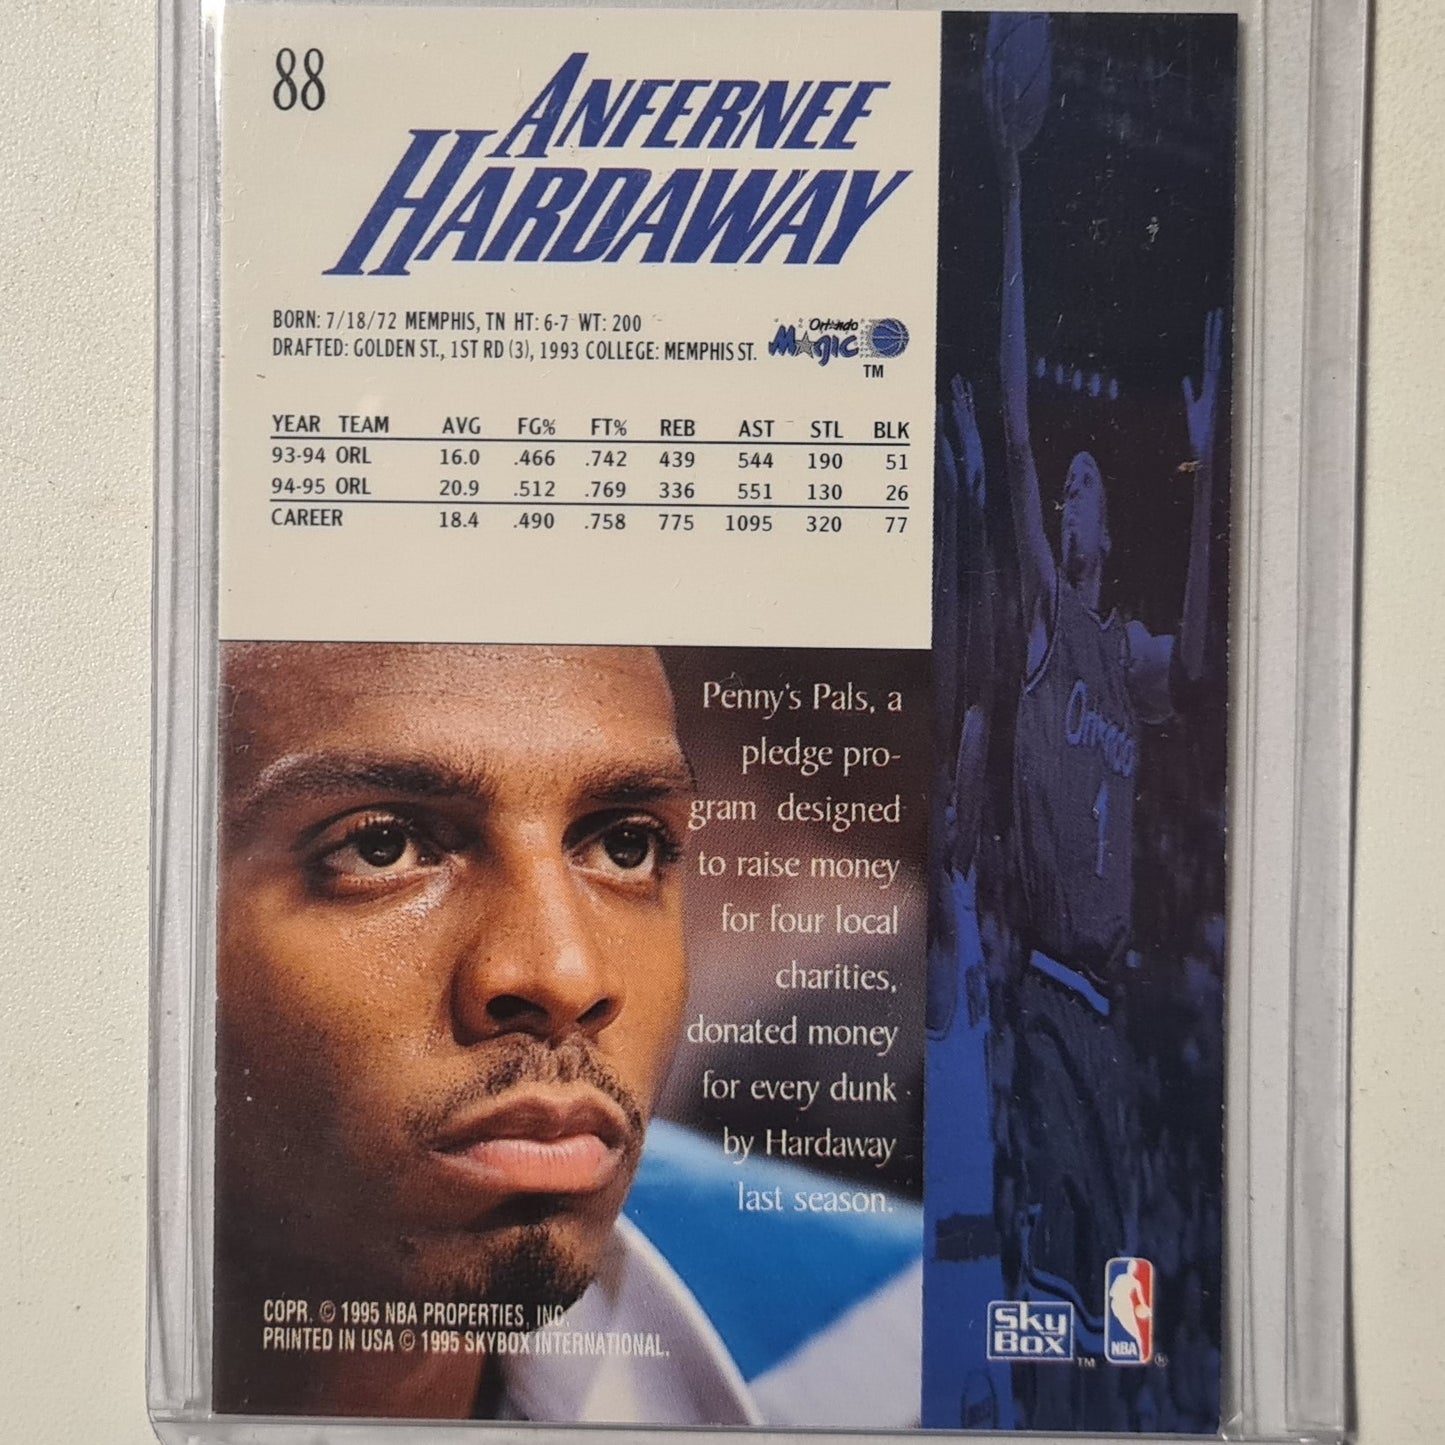 88
ANFERNEE
HARDAWAY
BORN: 7/18/72 MEMPHIS, TN HT: 6-7 WT: 200
DRAFTED: GOLDEN ST., 1ST RD (3), 1993 COLLEGE: MEMPHIS ST.
Orlando
Magic
TM
YEAR TEAM AVG FG% FT% REB AST STL BLK
93-94 ORL 16.0 .466 .742 439 544 190 51
94-95 ORL 20.9 .512 .769 336 551 130 26
CAREER 18.4 .490 .758 775 1095 320 77
Penny's Pals, a
pledge pro-
gram designed
to raise money
for four local
charities,
donated money
for every dunk
by Hardaway
last season.
Orlando
1
COPR. © 1995 NBA PROPERTIES, INC.
PRINTED IN USA © 1995 SKYBOX INTERNATIONAL.
Sky
Box
TM
NBA
®